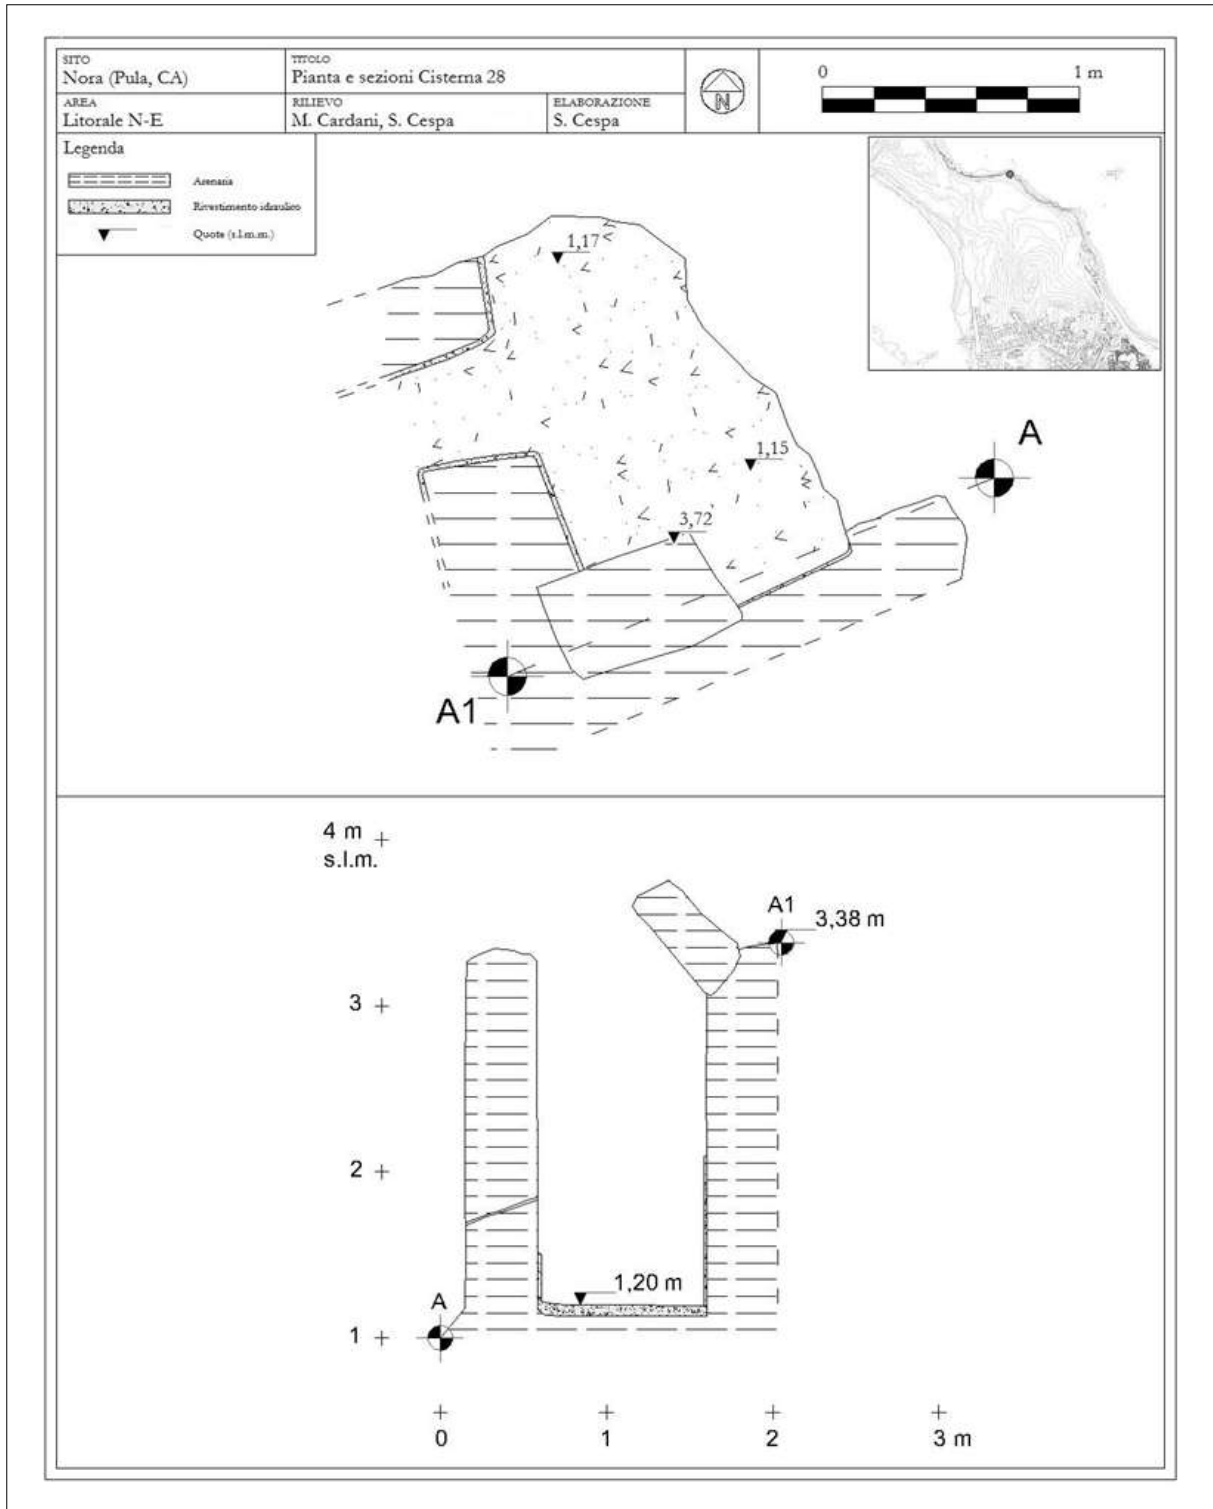 SITO
Nora (Pula, CA)
TITOLO
Pianta e sezioni Cisterna 28
AREA
Litorale N-E
RILIEVO
M. Cardani, S. Cespa
ELABORAZIONE
S. Cespa
N
0 1 m
Legenda
Arenaria
Rivestimento idraulico
Quote (s.l.m.m.)
1,17
A
1,15
3,72
A1
4 m
s.l.m.
A1
3,38 m
3
2
1,20 m
A
1
0 1 2 3 m